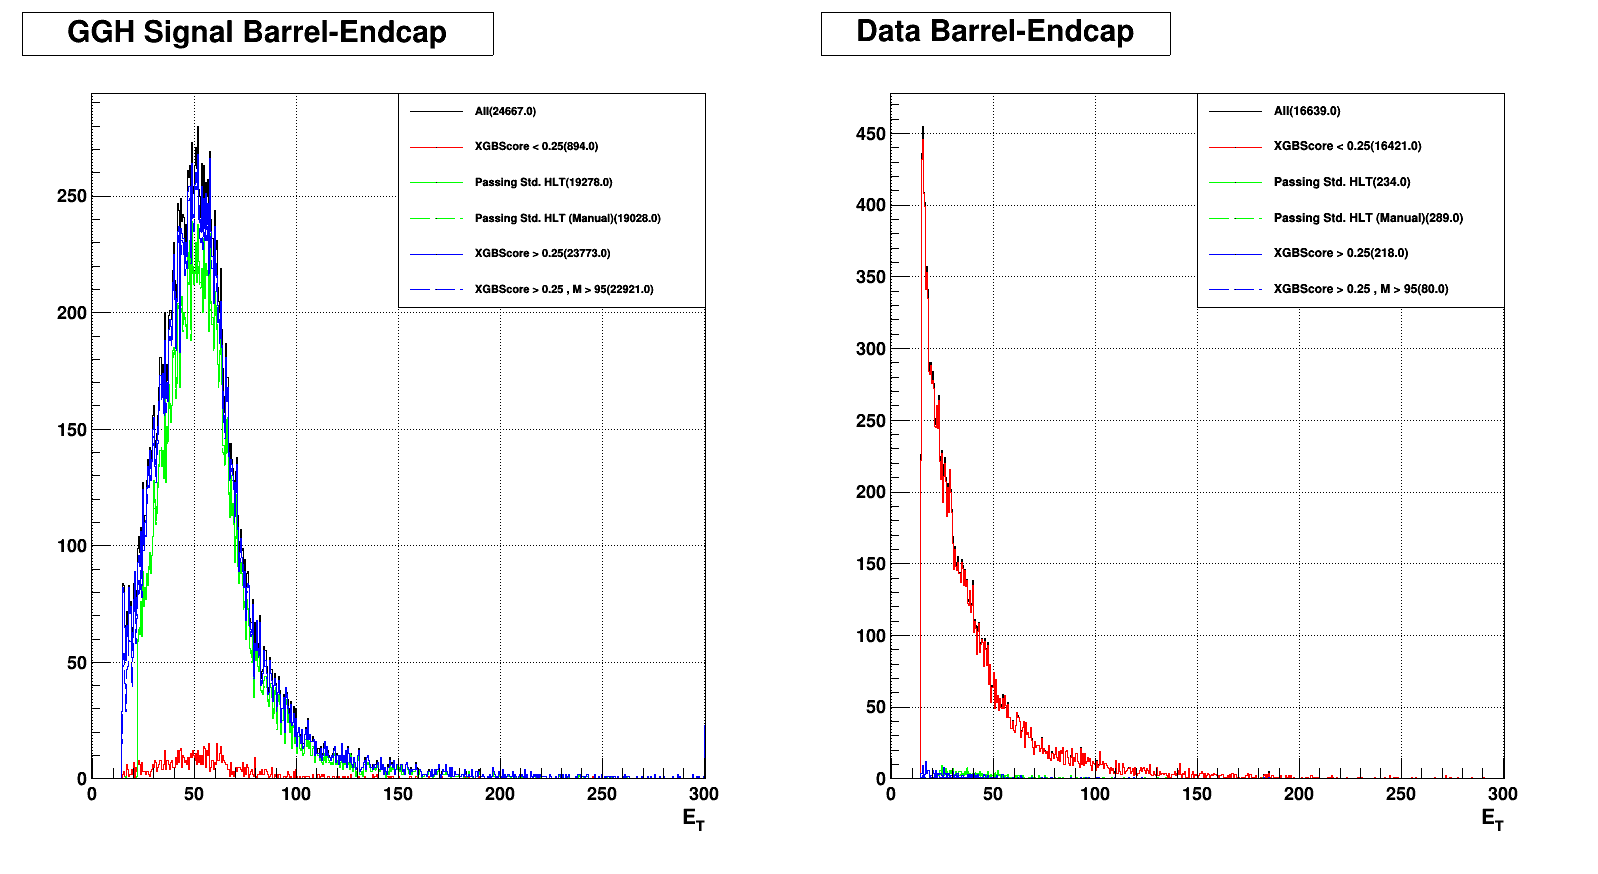 GGH Signal Barrel-Endcap
All(24667.0)
XGBScore < 0.25(894.0)
Passing Std. HLT(19278.0)
Passing Std. HLT (Manual)(19028.0)
XGBScore > 0.25(23773.0)
XGBScore > 0.25 , M > 95(22921.0)
250
200
150
100
50
0
0 50 100 150 200 250 300
E_T
Data Barrel-Endcap
All(16639.0)
XGBScore < 0.25(16421.0)
Passing Std. HLT(234.0)
Passing Std. HLT (Manual)(289.0)
XGBScore > 0.25(218.0)
XGBScore > 0.25 , M > 95(80.0)
450
400
350
300
250
200
150
100
50
0
0 50 100 150 200 250 300
E_T